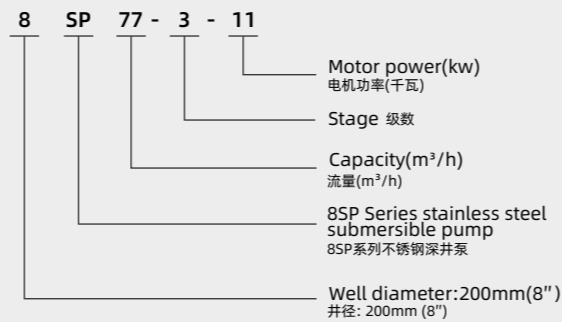 8 SP 77 - 3 - 11
Motor power(kw)
电机功率(千瓦)
Stage 级数
Capacity(m³/h)
流量(m³/h)
8SP Series stainless steel
submersible pump
8SP系列不锈钢深井泵
Well diameter:200mm(8″)
井径: 200mm (8″)